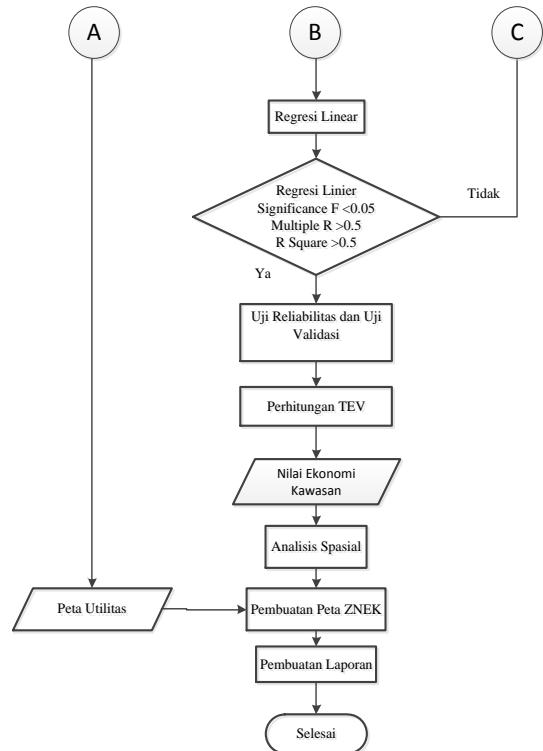 A
B
C
Regresi Linear
Regresi Linier
Significance F <0.05
Multiple R >0.5
R Square >0.5
Tidak
Ya
Uji Reliabilitas dan Uji
Validasi
Perhitungan TEV
Nilai Ekonomi
Kawasan
Analisis Spasial
Peta Utilitas
Pembuatan Peta ZNEK
Pembuatan Laporan
Selesai